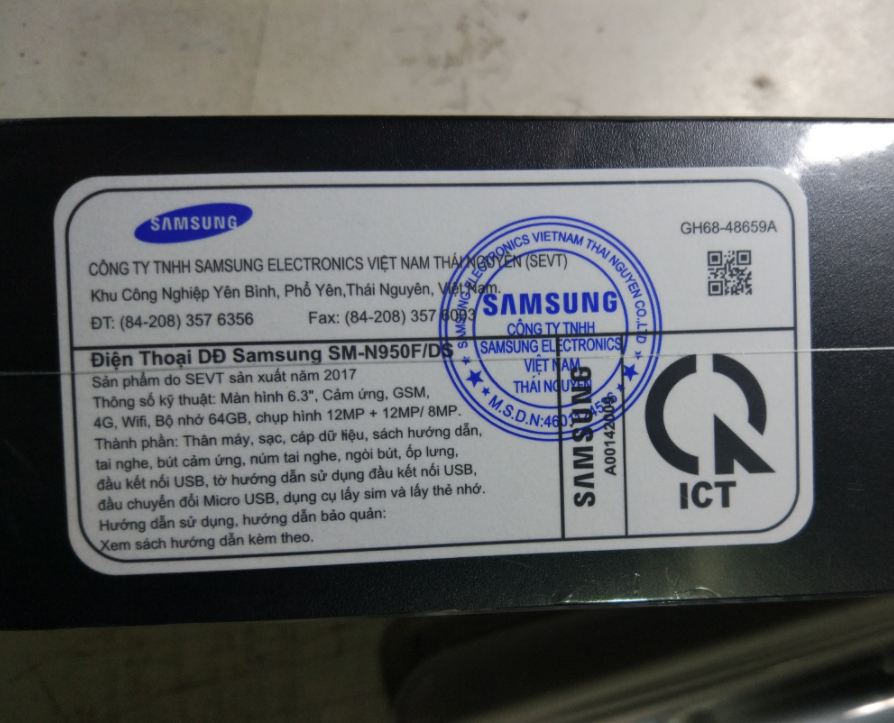 SAMSUNG
GH68-48659A
CÔNG TY TNHH SAMSUNG ELECTRONICS VIỆT NAM THÁI NGUYÊN (SEVT)
Khu Công Nghiệp Yên Bình, Phổ Yên,Thái Nguyên, Việt Nam.
ĐT: (84-208) 357 6356 Fax: (84-208) 357 6093
Điện Thoại DĐ Samsung SM-N950F/DS
Sản phẩm do SEVT sản xuất năm 2017
Thông số kỹ thuật: Màn hình 6.3", Cảm ứng, GSM,
4G, Wifi, Bộ nhớ 64GB, chụp hình 12MP + 12MP/ 8MP.
Thành phần: Thân máy, sạc, cáp dữ liệu, sách hướng dẫn,
tai nghe, bút cảm ứng, núm tai nghe, ngòi bút, ốp lưng,
đầu kết nối USB, tờ hướng dẫn sử dụng đầu kết nối USB,
đầu chuyển đổi Micro USB, dụng cụ lấy sim và lấy thẻ nhớ.
Hướng dẫn sử dụng, hướng dẫn bảo quản:
Xem sách hướng dẫn kèm theo.
SAMSUNG ELECTRONICS VIETNAM THAI NGUYEN CO.,LTD
SAMSUNG
CÔNG TY TNHH
SAMSUNG ELECTRONICS
VIỆT NAM
THÁI NGUYÊN
SAMSUNG
ICT